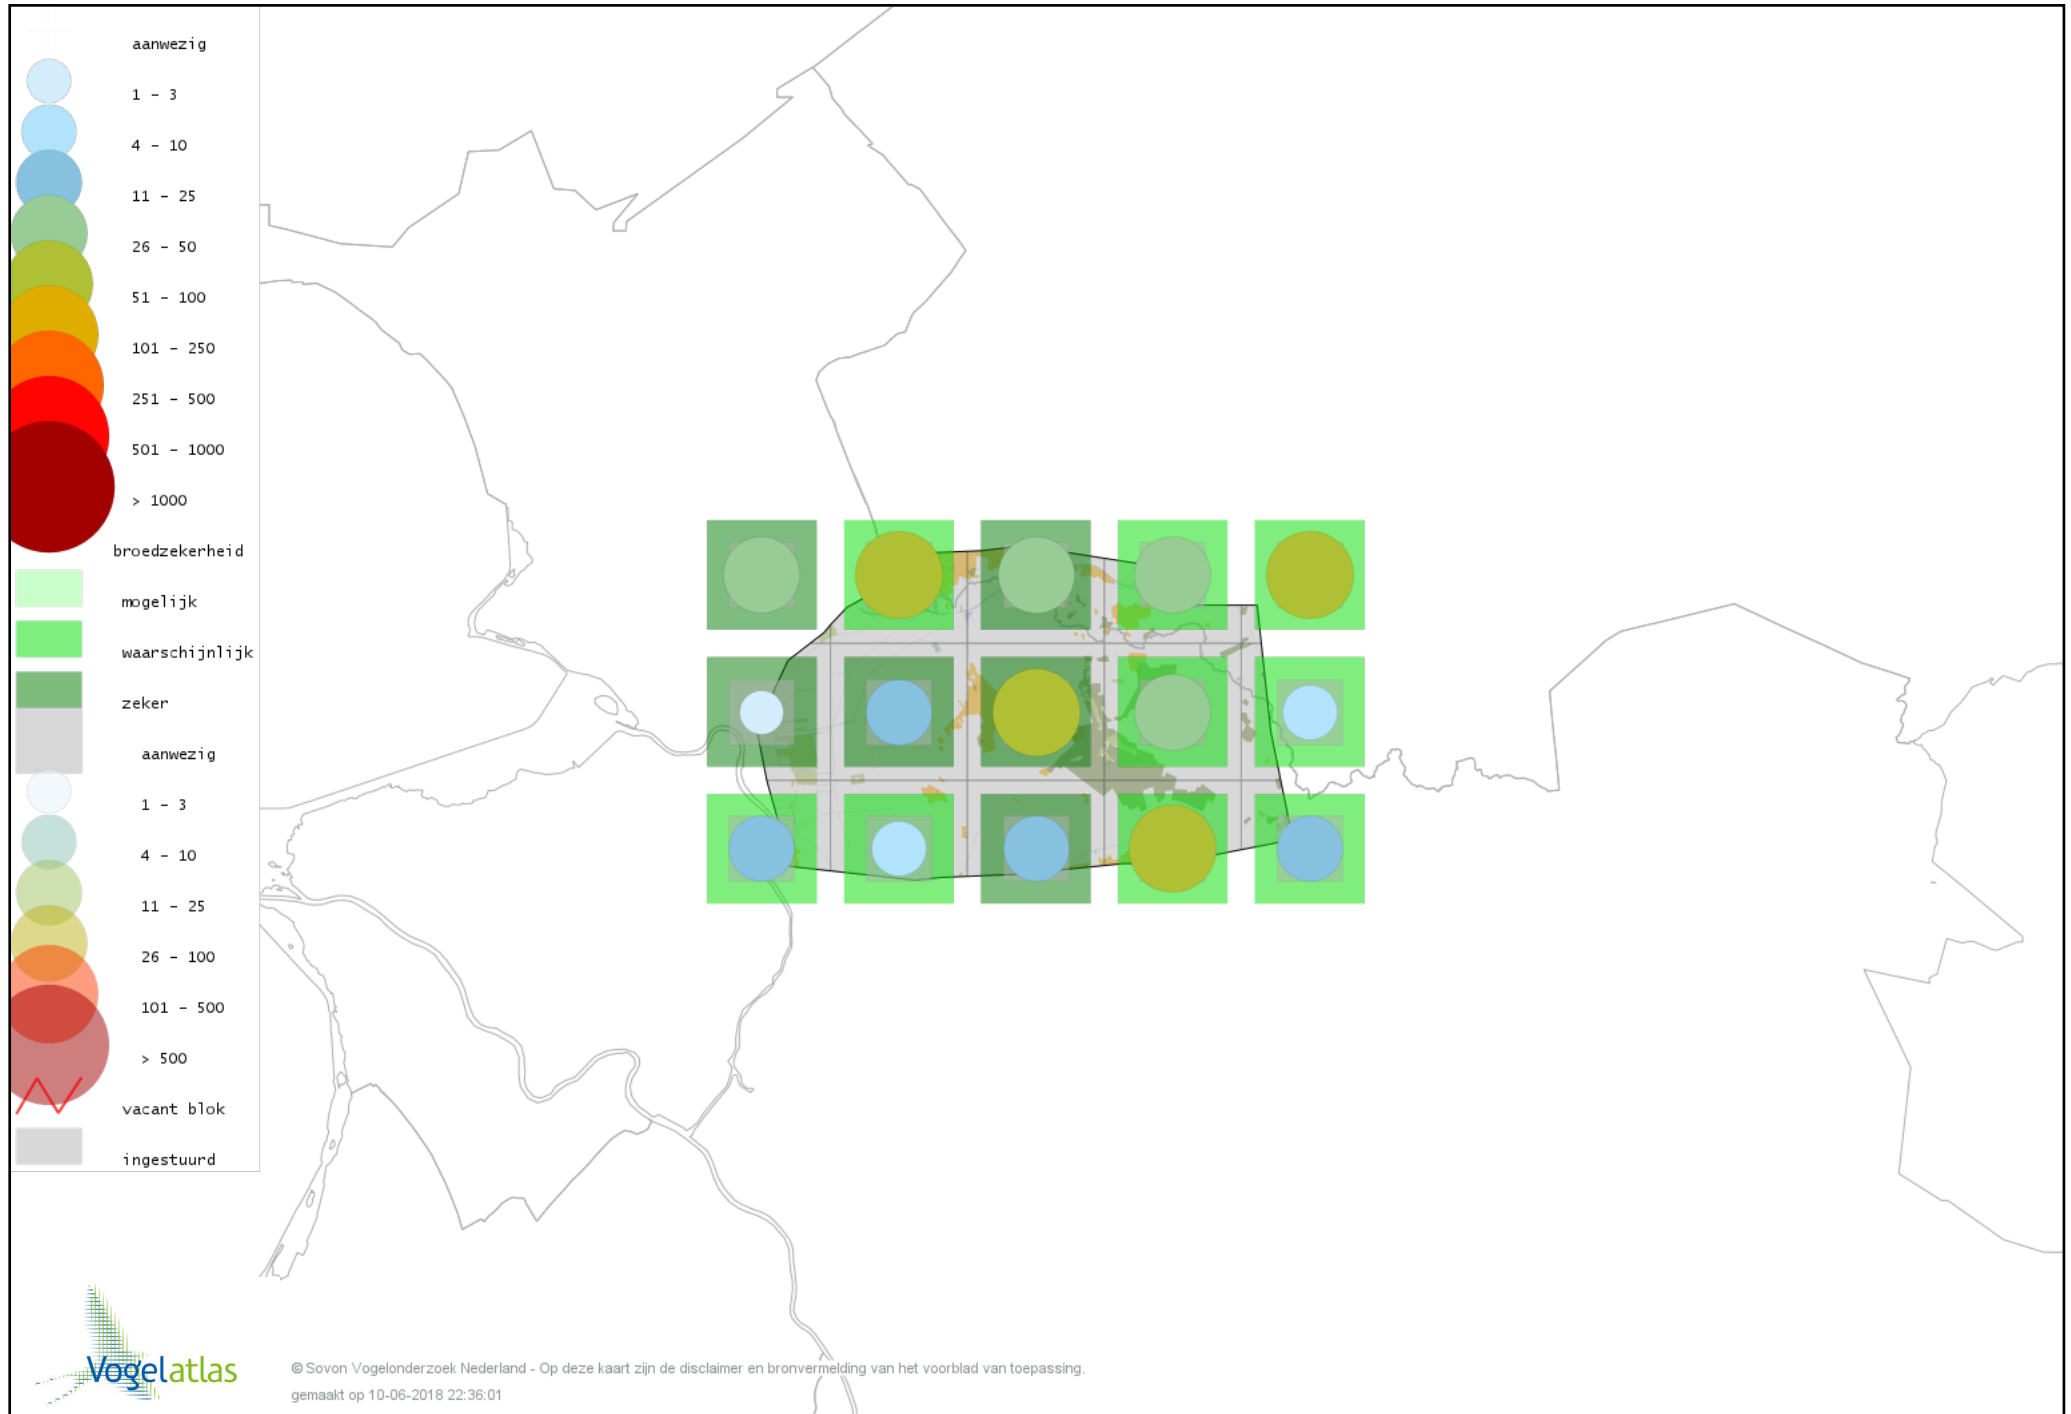 aanwezig
1 - 3
4 - 10
11 - 25
26 - 50
51 - 100
101 - 250
251 - 500
501 - 1000
> 1000
broedzekerheid
mogelijk
waarschijnlijk
zeker
aanwezig
1 - 3
4 - 10
11 - 25
26 - 100
101 - 500
> 500
vacant blok
ingestuurd
Vogelatlas
© Sovon Vogelonderzoek Nederland - Op deze kaart zijn de disclaimer en bronvermelding van het voorblad van toepassing.
gemaakt op 10-06-2018 22:36:01